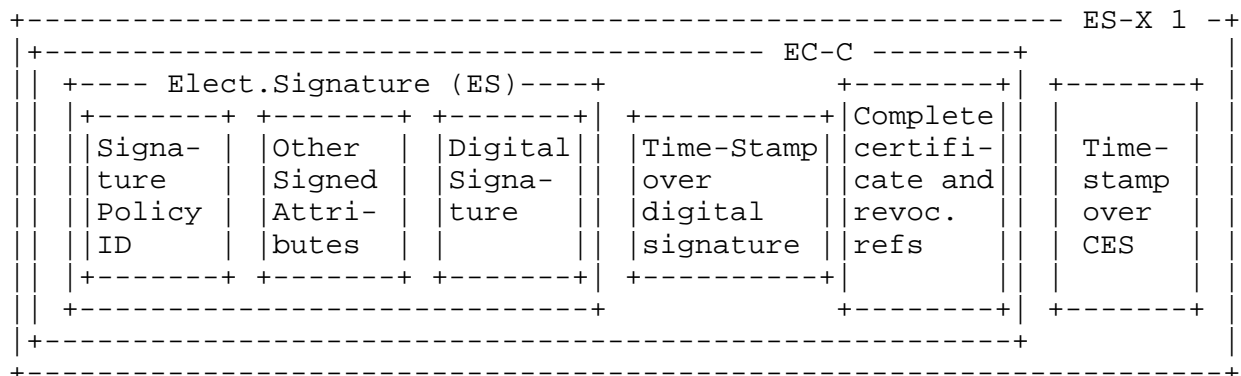 +------------------------------------------------------------- ES-X 1 -+
|+------------------------------------------- EC-C --------+            |
|| +---- Elect.Signature (ES)----+              +--------+| +-------+  |
|| |+-------+ +-------+ +-------+| +----------+|Complete|| |       |  |
|| ||Signa-  | |Other  | |Digital|| |Time-Stamp||certifi-|| | Time- |  |
|| ||ture    | |Signed | |Signa- || |over      ||cate and|| | stamp |  |
|| ||Policy  | |Attri- | |ture   || |digital   ||revoc.  || | over  |  |
|| ||ID      | |butes  | |       || |signature ||refs    || | CES   |  |
|| |+-------+ +-------+ +-------+| +----------+|        || |       |  |
|| +-----------------------------+              +--------+| +-------+  |
|+--------------------------------------------------------+            |
+----------------------------------------------------------------------+